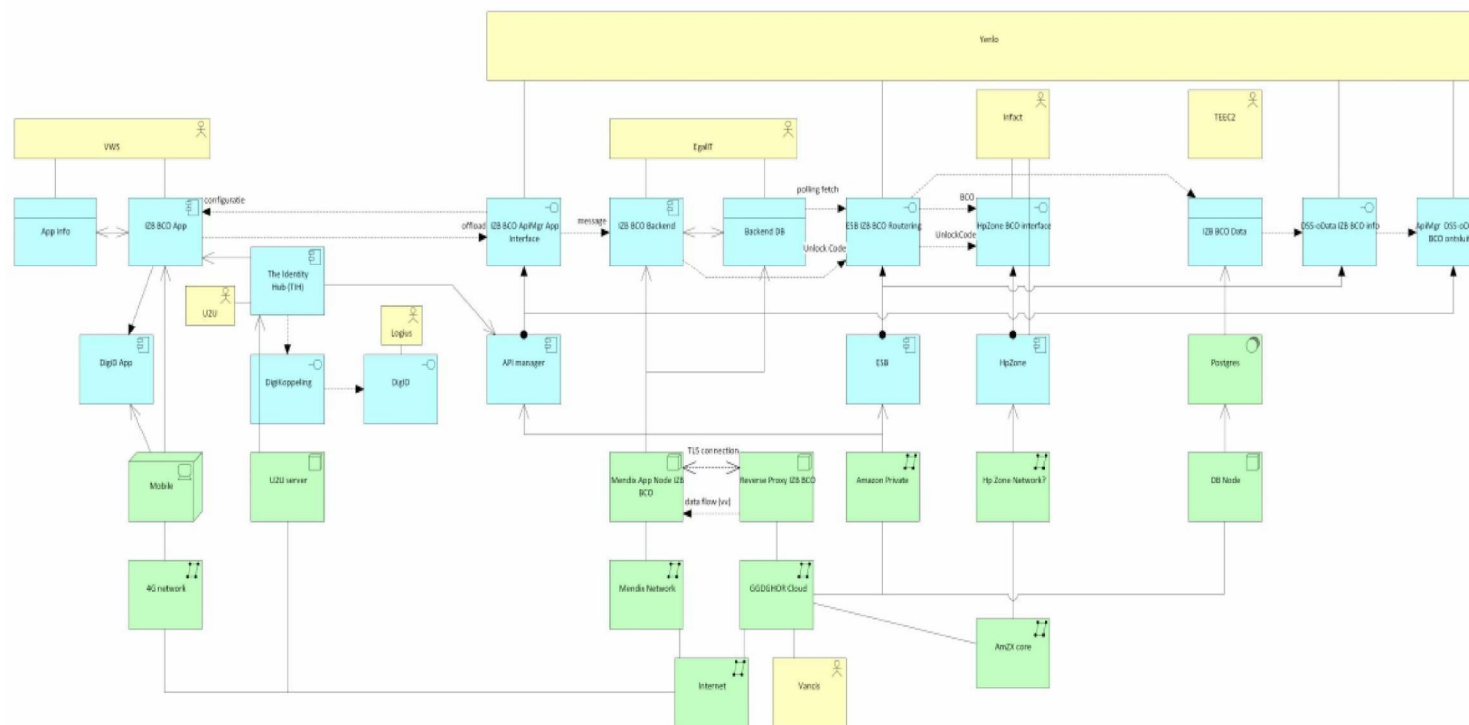 Yenlo
Infact
TEEC2
VWS
EgalIT
polling fetch
configuratie
BCO
App Info
IZB BCO App
offload
IZB BCO ApiMgr App
Interface
message
IZB BCO Backend
Backend DB
ESB IZB BCO Routering
HpZone BCO-interface
IZB BCO Data
DSS-oData IZB BCO info
ApiMgr DSS-oD
BCO ontsluit
Unlock Code
UnlockCode
The Identity
Hub (TIH)
U2U
Logius
DigiD App
DigiKoppeling
DigID
API manager
ESB
HpZone
Postgres
TLS connection
Mobile
U2U server
Mendix App Node IZB
BCO
Reverse Proxy IZB BCO
Amazon Private
Hp Zone Network?
DB Node
data flow (vv)
4G network
Mendix Network
GGDGHOR Cloud
AmZX core
Internet
Vancis